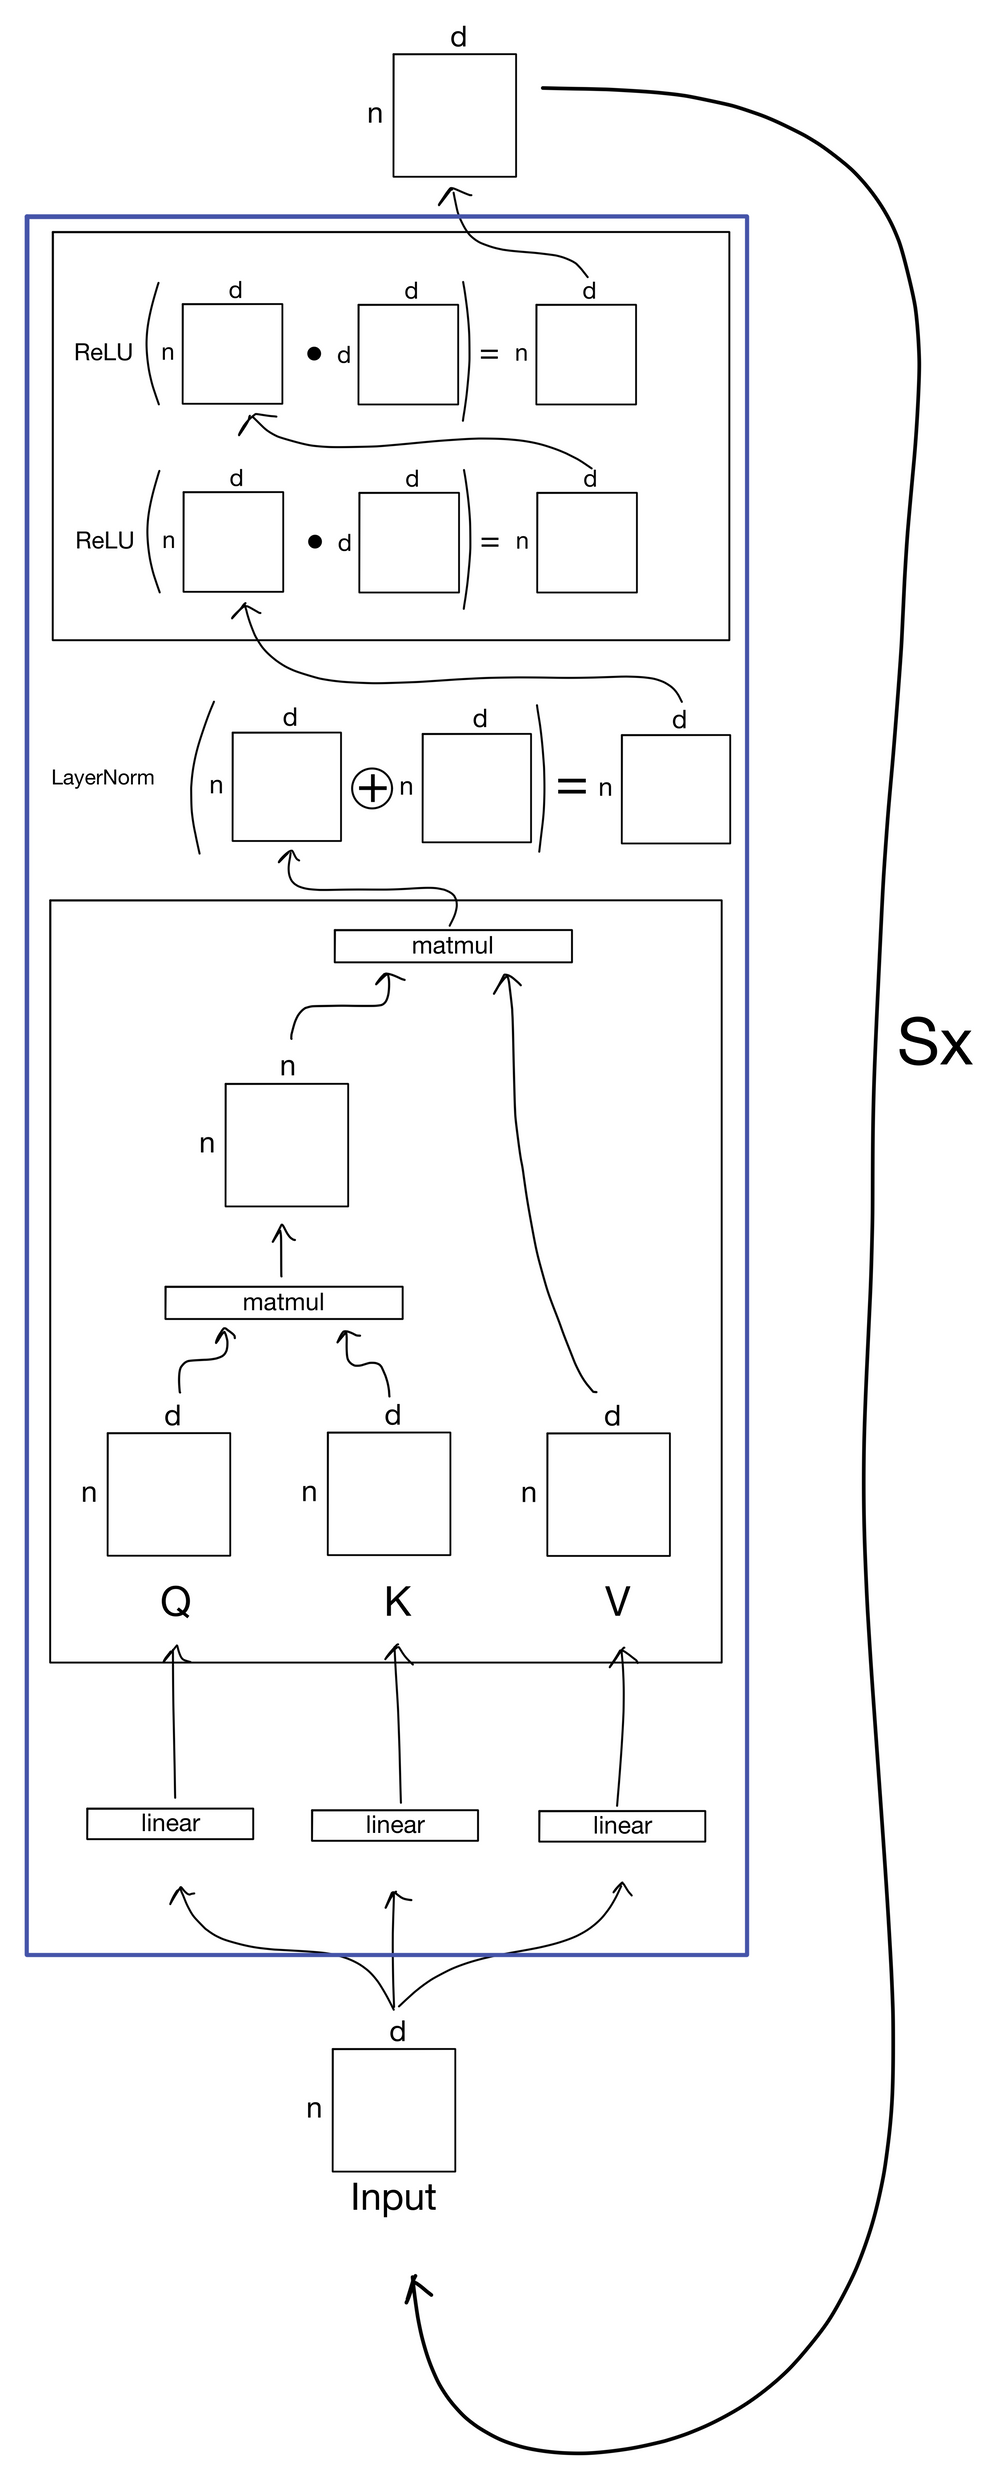 d
n
d d d
ReLU ( n • d ) = n
d d d
ReLU ( n • d ) = n
d d d
LayerNorm ( n ⊕ n ) = n
matmul
n
n
Sx
matmul
d d d
n n n
Q K V
linear linear linear
d
n
Input